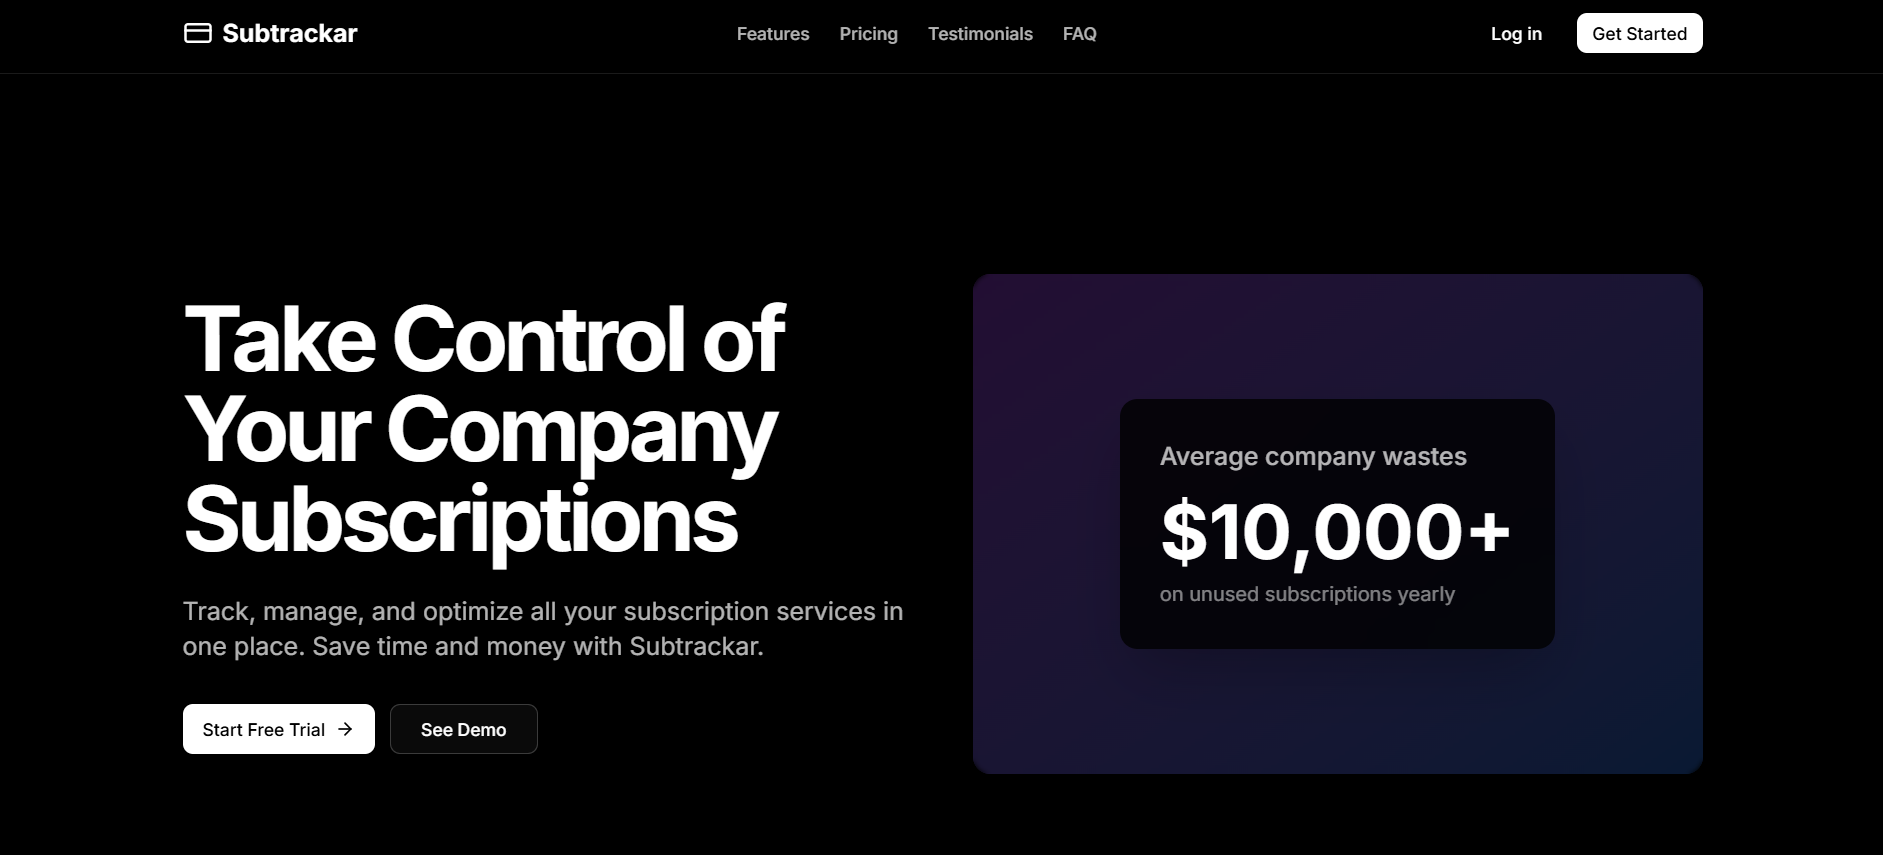 Subtrackar
Features
Pricing
Testimonials
FAQ
Log in
Get Started
Take Control of
Your Company
Subscriptions
Track, manage, and optimize all your subscription services in
one place. Save time and money with Subtrackar.
Start Free Trial →
See Demo
Average company wastes
$10,000+
on unused subscriptions yearly